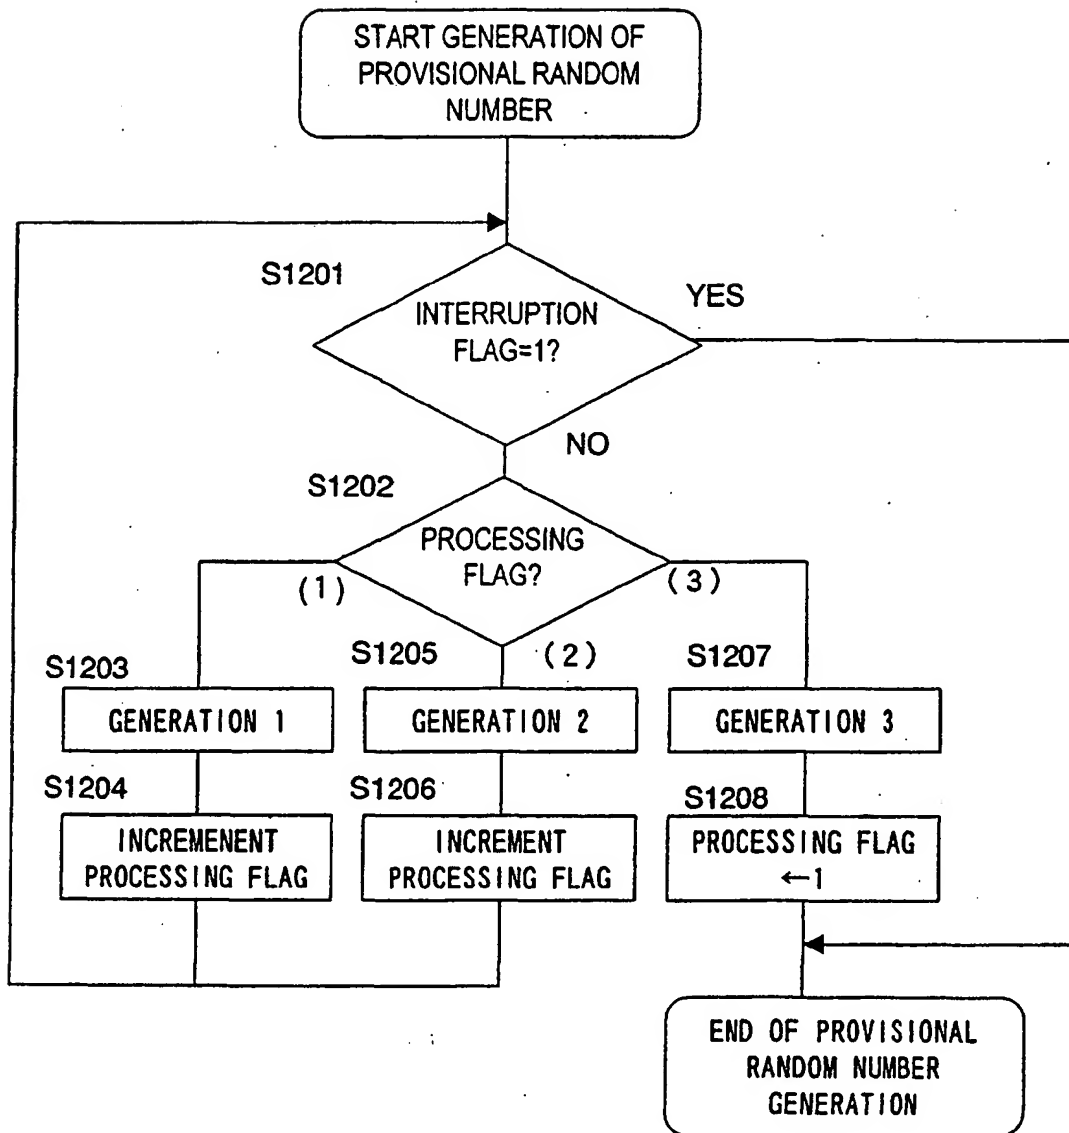 START GENERATION OF
PROVISIONAL RANDOM
NUMBER
S1201
INTERRUPTION
FLAG=1?
YES
NO
S1202
PROCESSING
FLAG?
(1)
(2)
(3)
S1203
GENERATION 1
S1204
INCREMENENT
PROCESSING FLAG
S1205
GENERATION 2
S1206
INCREMENT
PROCESSING FLAG
S1207
GENERATION 3
S1208
PROCESSING FLAG
←1
END OF PROVISIONAL
RANDOM NUMBER
GENERATION